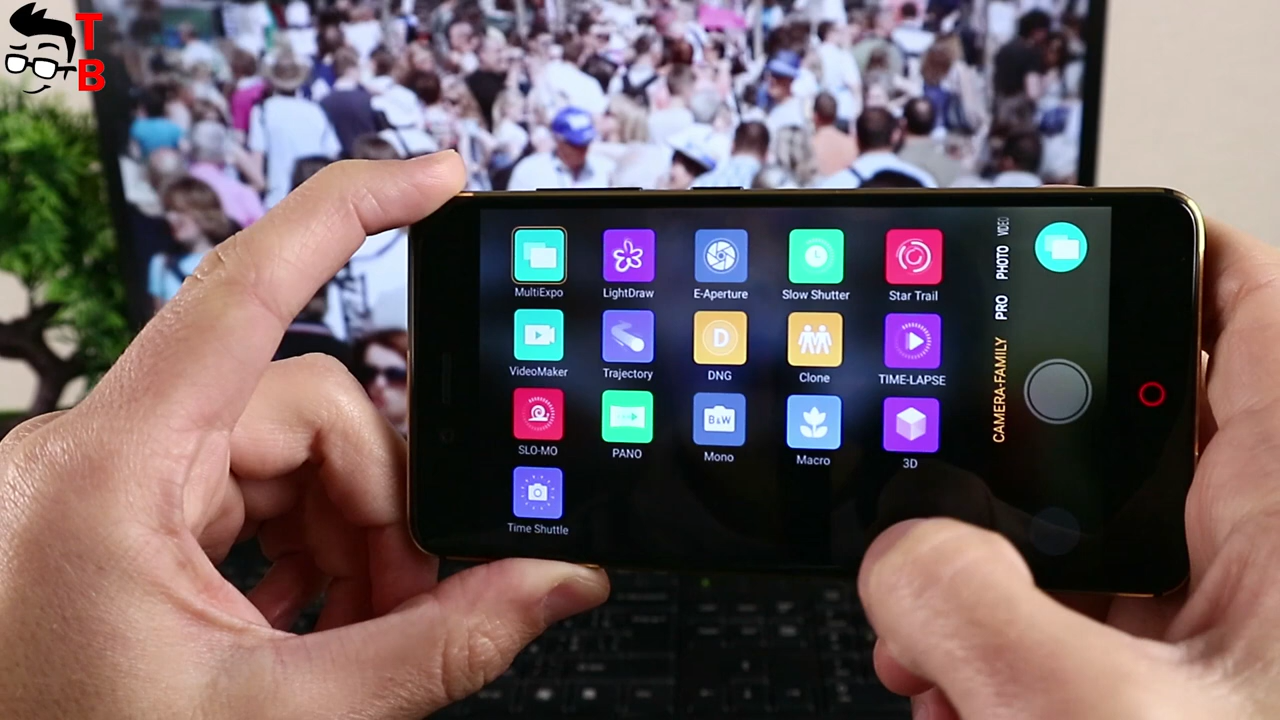 TB
MultiExpo
LightDraw
E-Aperture
Slow Shutter
Star Trail
VideoMaker
Trajectory
D
DNG
Clone
TIME-LAPSE
SLO-MO
PANO
B&W
Mono
Macro
3D
Time Shuttle
VIDEO
PHOTO
PRO
CAMERA-FAMILY